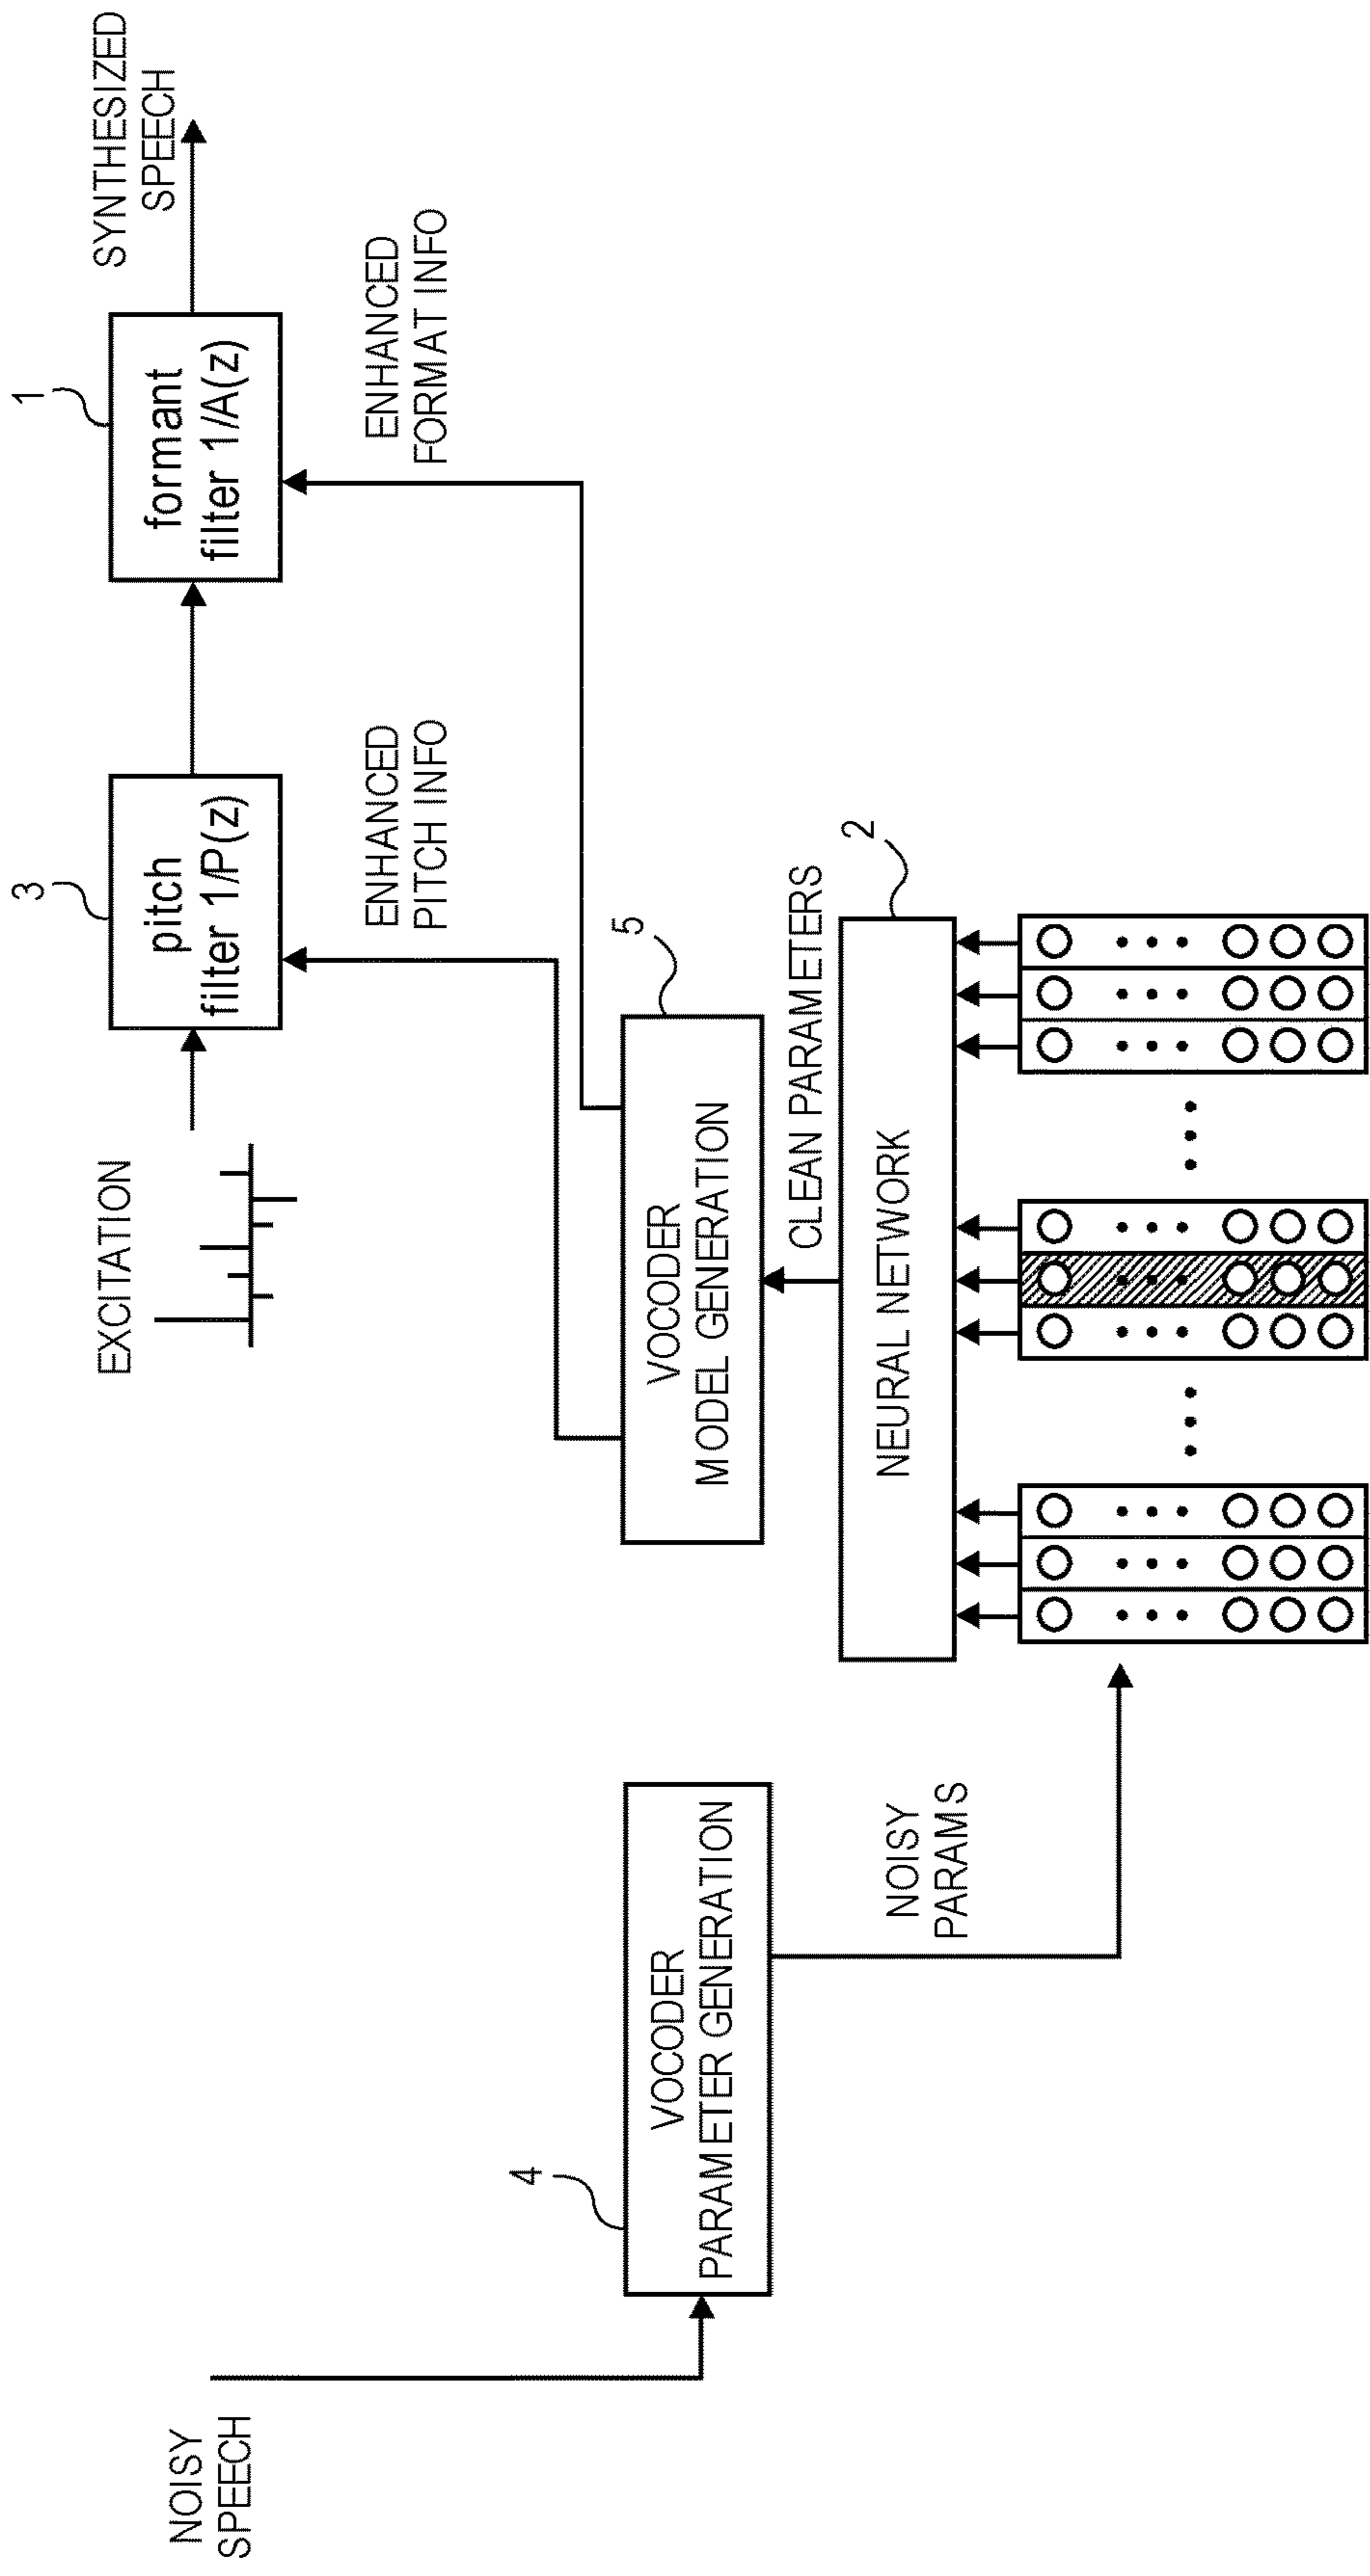 NOISY
SPEECH
4
VOCODER
PARAMETER GENERATION
NOISY
PARAMS
EXCITATION
3
pitch
filter 1/P(z)
1
formant
filter 1/A(z)
SYNTHESIZED
SPEECH
ENHANCED
PITCH INFO
ENHANCED
FORMAT INFO
5
VOCODER
MODEL GENERATION
CLEAN PARAMETERS
2
NEURAL NETWORK